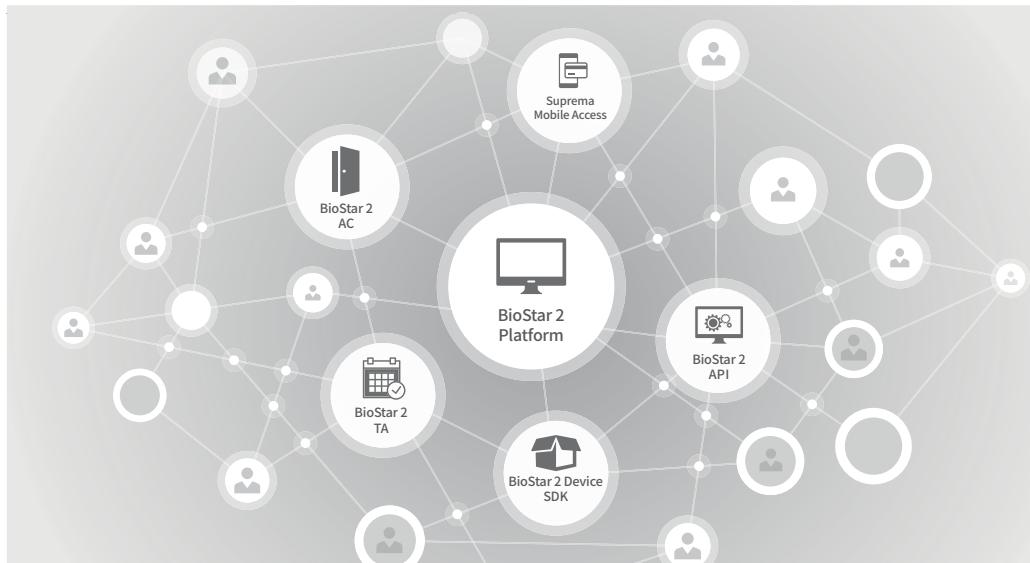 Suprema
Mobile Access
BioStar 2
AC
BioStar 2
Platform
BioStar 2
API
BioStar 2
TA
BioStar 2 Device
SDK